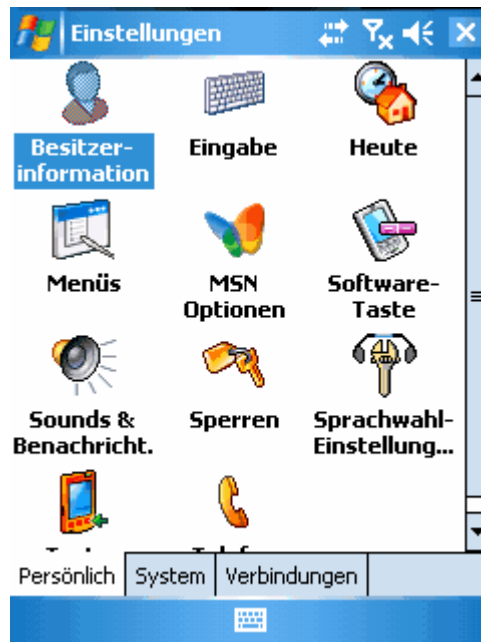 Einstellungen
Besitzer-
information
Eingabe
Heute
Menüs
MSN
Optionen
Software-
Taste
Sounds &
Benachricht.
Sperren
Sprachwahl-
Einstellung...
Persönlich
System
Verbindungen